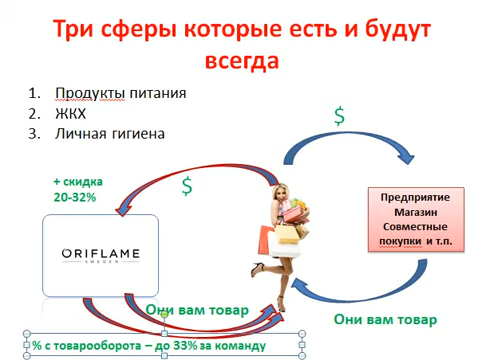 Три сферы которые есть и будут
всегда
1. Продукты питания
2. ЖКХ
3. Личная гигиена
$
$
+ скидка
20-32%
Предприятие
Магазин
Совместные
покупки и т.п.
ORIFLAME
SWEDEN
Они вам товар
Они вам товар
% с товарооборота – до 33% за команду